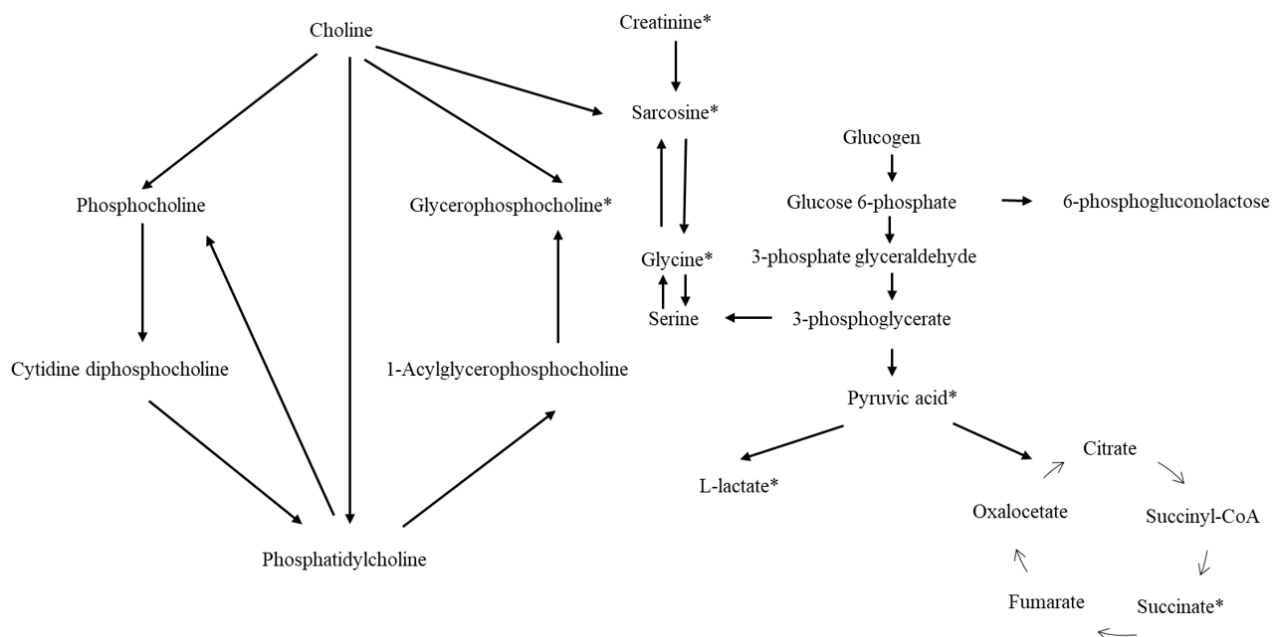 Choline
Creatinine*
Sarcosine*
Glucogen
Phosphocholine
Glycerophosphocholine*
Glucose 6-phosphate
6-phosphogluconolactose
Glycine*
3-phosphate glyceraldehyde
Serine
3-phosphoglycerate
Cytidine diphosphocholine
1-Acylglycerophosphocholine
Pyruvic acid*
Citrate
L-lactate*
Oxalocetate
Succinyl-CoA
Phosphatidylcholine
Fumarate
Succinate*